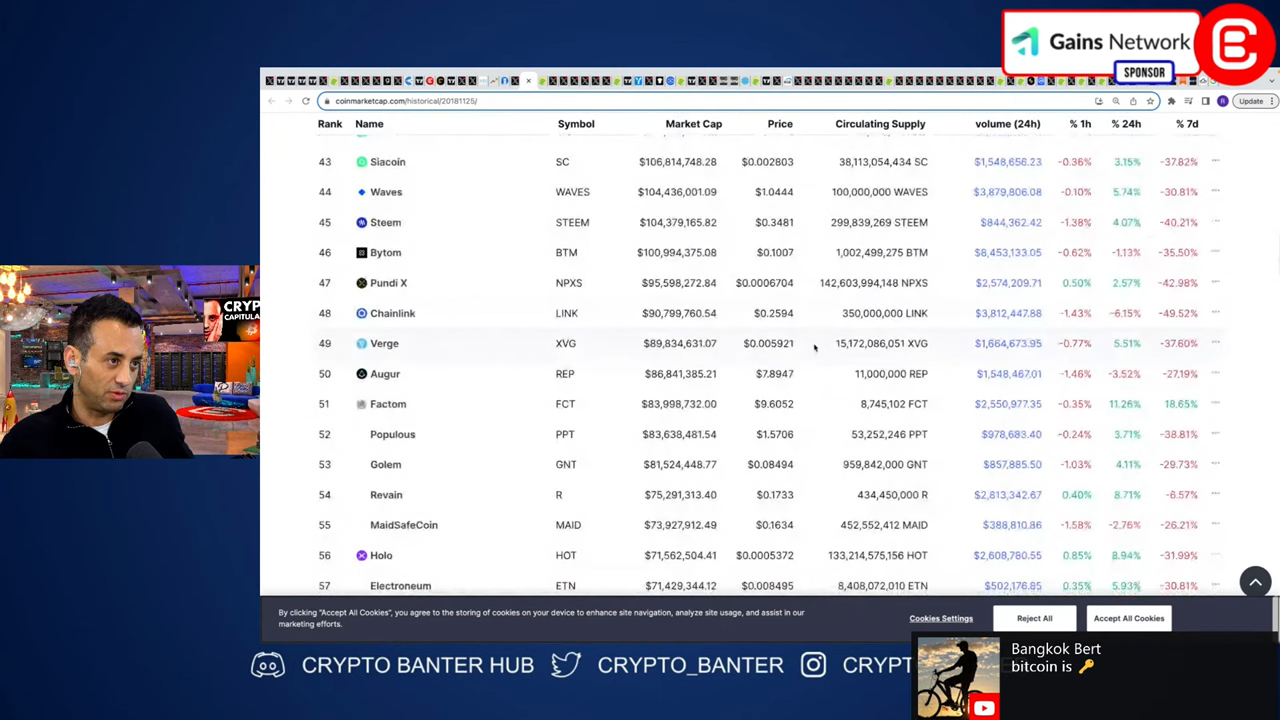 Gains Network
SPONSOR
coinmarketcap.com/historical/20181125/
R
Update
Rank Name Symbol Market Cap Price Circulating Supply volume (24h) % 1h % 24h % 7d
43 Siacoin SC $106,814,748.28 $0.002803 38,113,054,434 SC $1,548,656.23 -0.36% 3.15% -37.82%
44 Waves WAVES $104,436,001.09 $1.0444 100,000,000 WAVES $3,879,806.08 -0.10% 5.74% -30.81%
45 Steem STEEM $104,379,165.82 $0.3481 299,839,269 STEEM $844,362.42 -1.38% 4.07% -40.21%
46 Bytom BTM $100,994,375.08 $0.1007 1,002,499,275 BTM $8,453,133.05 -0.62% -1.13% -35.50%
47 Pundi X NPXS $95,598,272.84 $0.0006704 142,603,994,148 NPXS $2,574,209.71 0.50% 2.57% -42.98%
48 Chainlink LINK $90,799,760.54 $0.2594 350,000,000 LINK $3,812,447.88 -1.43% -6.15% -49.52%
49 Verge XVG $89,834,631.07 $0.005921 15,172,086,051 XVG $1,664,673.95 -0.77% 5.51% -37.60%
50 Augur REP $86,841,385.21 $7.8947 11,000,000 REP $1,548,467.01 -1.46% -3.52% -27.19%
51 Factom FCT $83,998,732.00 $9.6052 8,745,102 FCT $2,550,977.35 -0.35% 11.26% 18.65%
52 Populous PPT $83,638,481.54 $1.5706 53,252,246 PPT $978,683.40 -0.24% 3.71% -38.81%
53 Golem GNT $81,524,448.77 $0.08494 959,842,000 GNT $857,885.50 -1.03% 4.11% -29.73%
54 Revain R $75,291,313.40 $0.1733 434,450,000 R $2,813,342.67 0.40% 8.71% -6.57%
55 MaidSafeCoin MAID $73,927,912.49 $0.1634 452,552,412 MAID $388,810.86 -1.58% -2.76% -26.21%
56 Holo HOT $71,562,504.41 $0.0005372 133,214,575,156 HOT $2,608,780.55 0.85% 8.94% -31.99%
57 Electroneum ETN $71,429,344.12 $0.008495 8,408,072,010 ETN $502,176.85 0.35% 5.93% -30.81%
By clicking “Accept All Cookies”, you agree to the storing of cookies on your device to enhance site navigation, analyze site usage, and assist in our
marketing efforts.
Cookies Settings Reject All Accept All Cookies
CRYPTO BANTER HUB CRYPTO_BANTER CRYPT
Bangkok Bert
bitcoin is 🔑